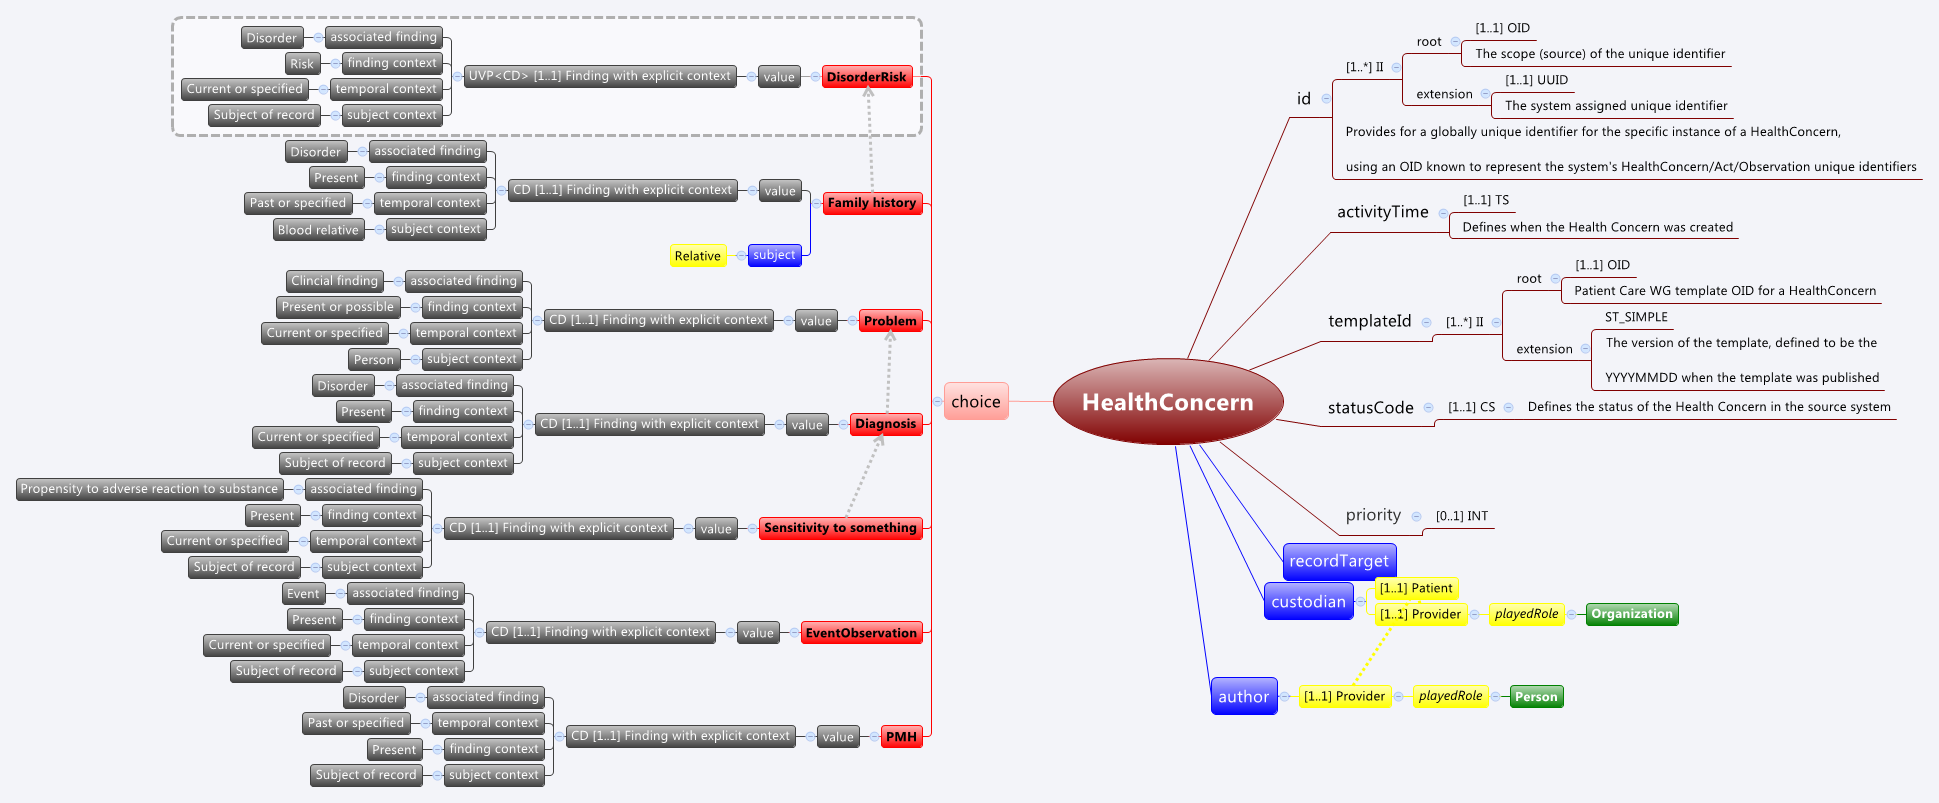 Disorder
associated finding
Risk
finding context
Current or specified
temporal context
Subject of record
subject context
UVP<CD> [1..1] Finding with explicit context
value
DisorderRisk
Disorder
associated finding
Present
finding context
Past or specified
temporal context
Blood relative
subject context
CD [1..1] Finding with explicit context
value
Family history
Relative
subject
Clincial finding
associated finding
Present or possible
finding context
Current or specified
temporal context
Person
subject context
CD [1..1] Finding with explicit context
value
Problem
Disorder
associated finding
Present
finding context
Current or specified
temporal context
Subject of record
subject context
CD [1..1] Finding with explicit context
value
Diagnosis
Propensity to adverse reaction to substance
associated finding
Present
finding context
Current or specified
temporal context
Subject of record
subject context
CD [1..1] Finding with explicit context
value
Sensitivity to something
Event
associated finding
Present
finding context
Current or specified
temporal context
Subject of record
subject context
CD [1..1] Finding with explicit context
value
EventObservation
Disorder
associated finding
Past or specified
temporal context
Present
finding context
Subject of record
subject context
CD [1..1] Finding with explicit context
value
PMH
choice
HealthConcern
id
[1..*] II
root
[1..1] OID
The scope (source) of the unique identifier
extension
[1..1] UUID
The system assigned unique identifier
Provides for a globally unique identifier for the specific instance of a HealthConcern,
using an OID known to represent the system's HealthConcern/Act/Observation unique identifiers
activityTime
[1..1] TS
Defines when the Health Concern was created
templateId
[1..*] II
root
[1..1] OID
Patient Care WG template OID for a HealthConcern
extension
ST_SIMPLE
The version of the template, defined to be the
YYYYMMDD when the template was published
statusCode
[1..1] CS
Defines the status of the Health Concern in the source system
priority
[0..1] INT
recordTarget
custodian
[1..1] Patient
[1..1] Provider
playedRole
Organization
author
[1..1] Provider
playedRole
Person